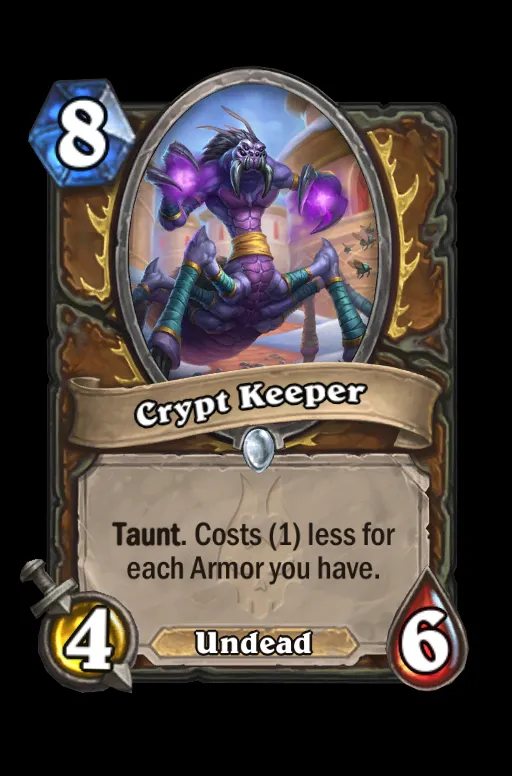 8
Crypt Keeper
Taunt. Costs (1) less for
each Armor you have.
4
Undead
6